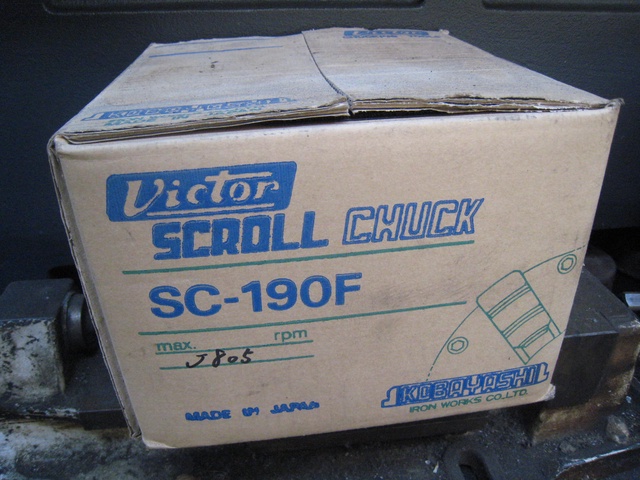 Victor
SCROLL CHUCK
SC-190F
max. rpm
J805
MADE IN JAPAN
KOBAYASHI
IRON WORKS CO.,LTD.